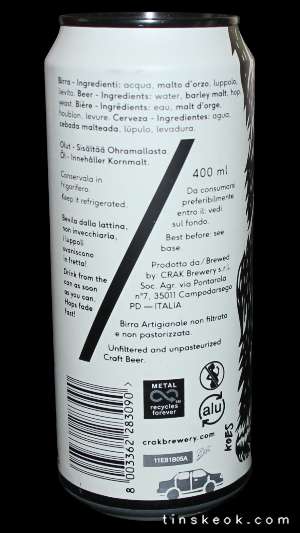 Birra - Ingredienti: acqua, malto d'orzo, luppolo,
lievito. Beer - Ingredients: water, barley malt, hop,
yeast. Bière - Ingrédients: eau, malt d'orge,
houblon, levure. Cerveza - Ingredientes: agua,
cebada malteada, lúpulo, levadura.
Olut - Sisältää Ohramallasta
Öl - Innehåller Kornmalt.
Conservala in
frigorifero.
Keep it refrigerated.
Bevila dalla lattina,
non invecchiarla,
i luppoli
svaniscono
in fretta!
Drink from the
can as soon
as you can.
Hops fade
fast!
400 ml
Da consumarsi
preferibilmente
entro il: vedi
sul fondo.
Best before: see
base
Prodotto da / Brewed
by: CRAK Brewery s.r.l.
Soc. Agr. via Pontarola
n°7, 35011 Campodarsego
PD — ITALIA
Birra Artigianale non filtrata
e non pastorizzata.
Unfiltered and unpasteurized
Craft Beer.
METAL
recycles
forever
alu
crakbrewery.com
11EB1B05A
8 003362 283090 >
KOES
tinskeok.com